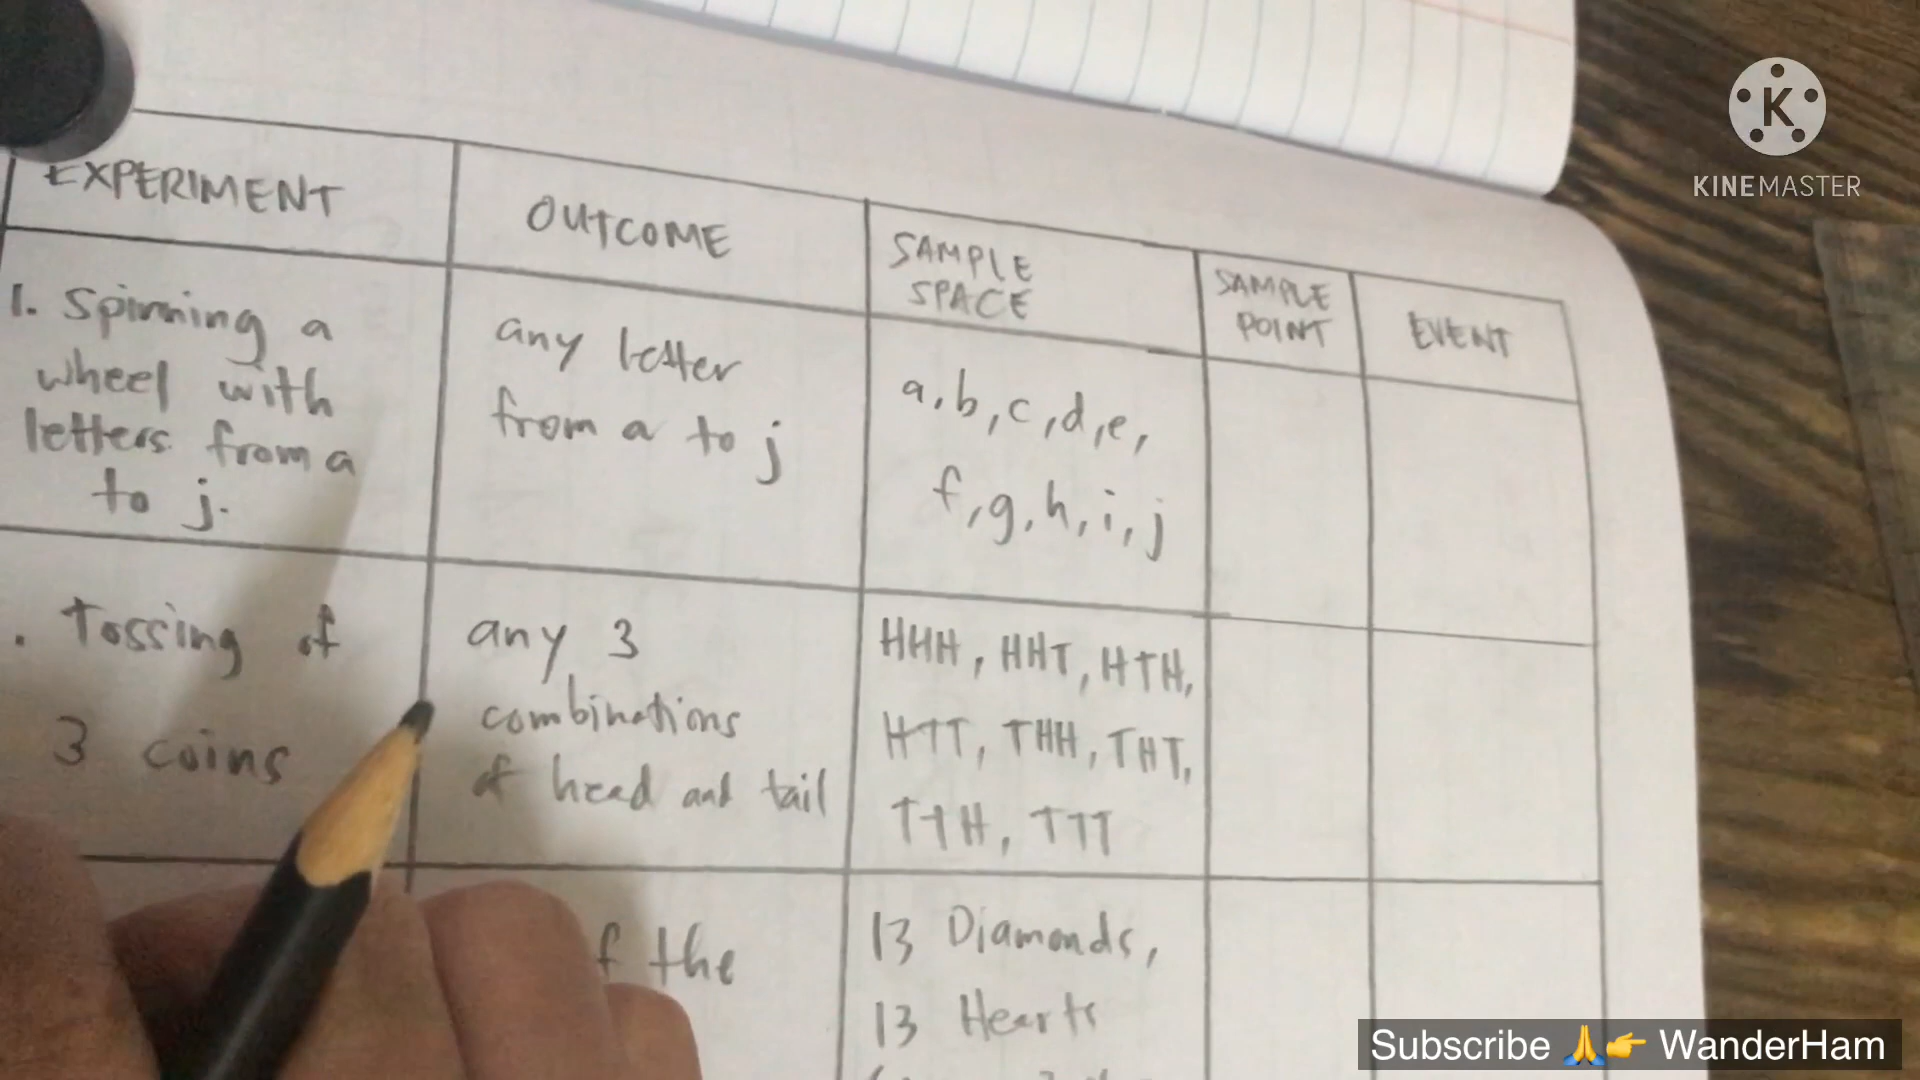 EXPERIMENT
OUTCOME
SAMPLE
SPACE
SAMPLE
POINT
EVENT
1. Spinning a
wheel with
letters from a
to j.
any letter
from a to j
a, b, c, d, e,
f, g, h, i, j
. Tossing of
3 coins
any 3
combinations
of head and tail
HHH, HHT, HTH,
HTT, THH, THT,
TTH, TTT
f the
13 Diamonds,
13 Hearts
K
KINEMASTER
Subscribe 🙏👉 WanderHam